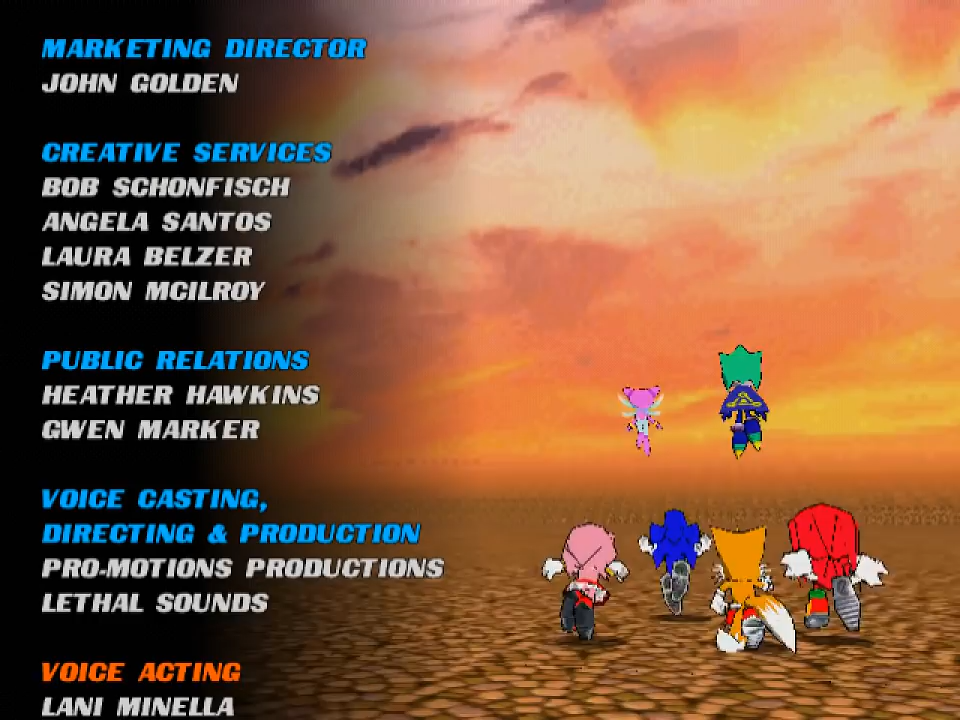 MARKETING DIRECTOR
JOHN GOLDEN
CREATIVE SERVICES
BOB SCHONFISCH
ANGELA SANTOS
LAURA BELZER
SIMON MCILROY
PUBLIC RELATIONS
HEATHER HAWKINS
GWEN MARKER
VOICE CASTING,
DIRECTING & PRODUCTION
PRO-MOTIONS PRODUCTIONS
LETHAL SOUNDS
VOICE ACTING
LANI MINELLA